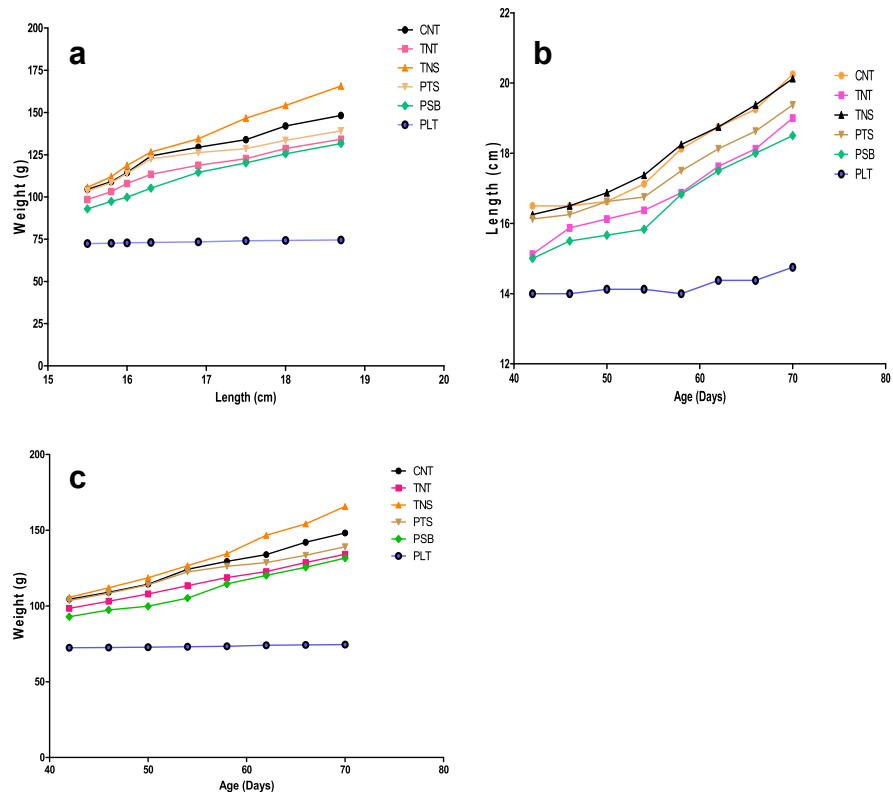 a
200
175
150
125
100
75
50
25
0
Weight (g)
15 16 17 18 19 20
Length (cm)
CNT
TNT
TNS
PTS
PSB
PLT
b
22
20
18
16
14
12
Length (cm)
40 50 60 70 80
Age (Days)
CNT
TNT
TNS
PTS
PSB
PLT
c
200
150
100
50
0
Weight (g)
40 50 60 70 80
Age (Days)
CNT
TNT
TNS
PTS
PSB
PLT